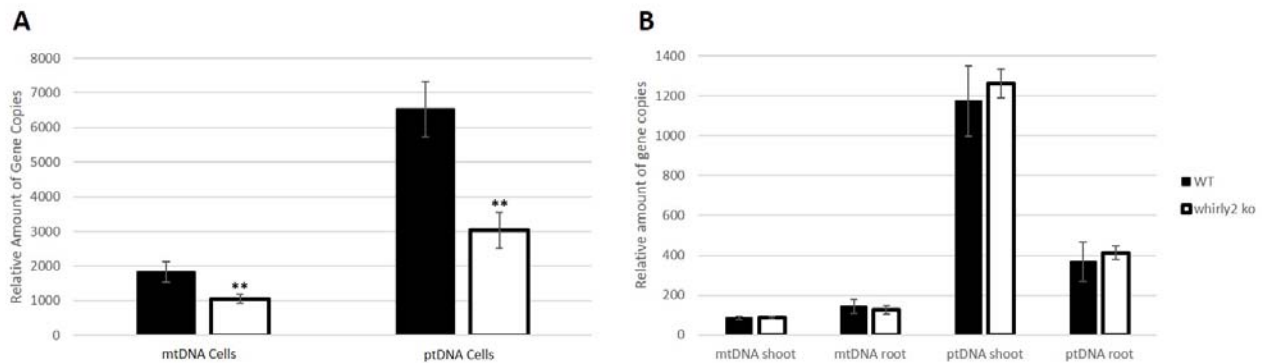 A
Relative Amount of Gene Copies
8000
7000
6000
5000
4000
3000
2000
1000
0
**
**
mtDNA Cells
ptDNA Cells
B
Relative amount of gene copies
1400
1200
1000
800
600
400
200
0
mtDNA shoot
mtDNA root
ptDNA shoot
ptDNA root
WT
whirly2 ko